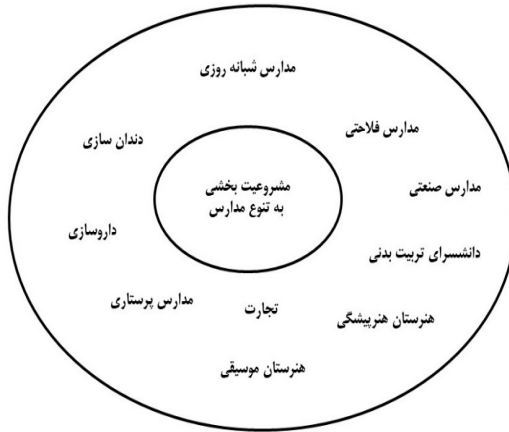 مدارس شبانه روزی
مدارس فلاحتی
دندان سازی
مشروعیت بخشی
به تنوع مدارس
مدارس صنعتی
داروسازی
دانشسرای تربیت بدنی
مدارس پرستاری
تجارت
هنرستان هنرپیشگی
هنرستان موسیقی